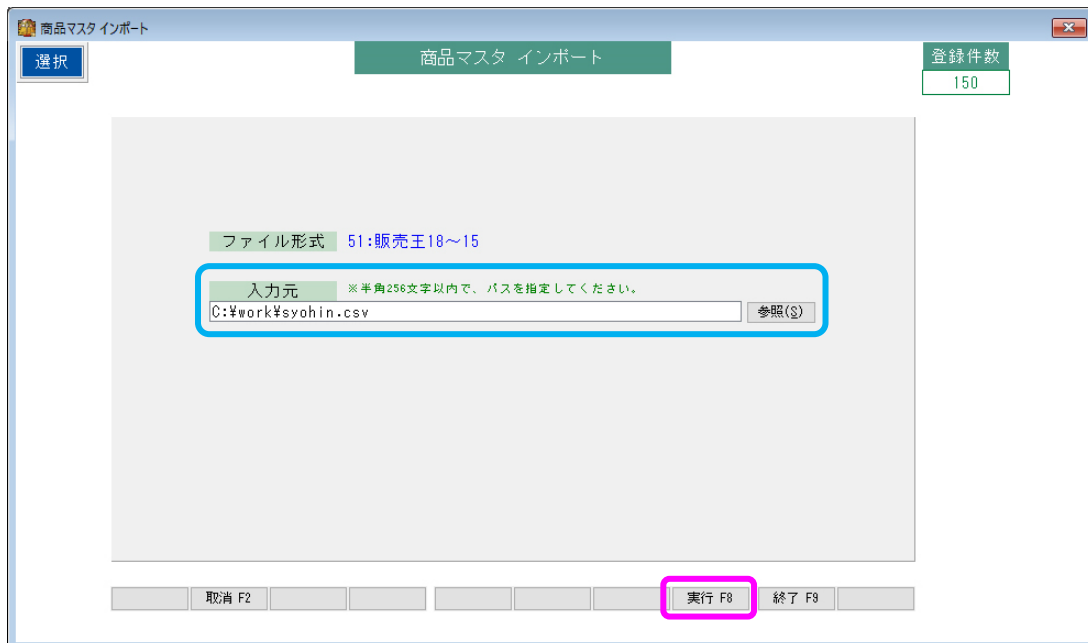 商品マスタ インポート
選択
商品マスタ インポート
登録件数
150
ファイル形式 51:販売王18～15
入力元 ※半角256文字以内で、パスを指定してください。
C:¥work¥syohin.csv 参照(S)
取消 F2 実行 F8 終了 F9